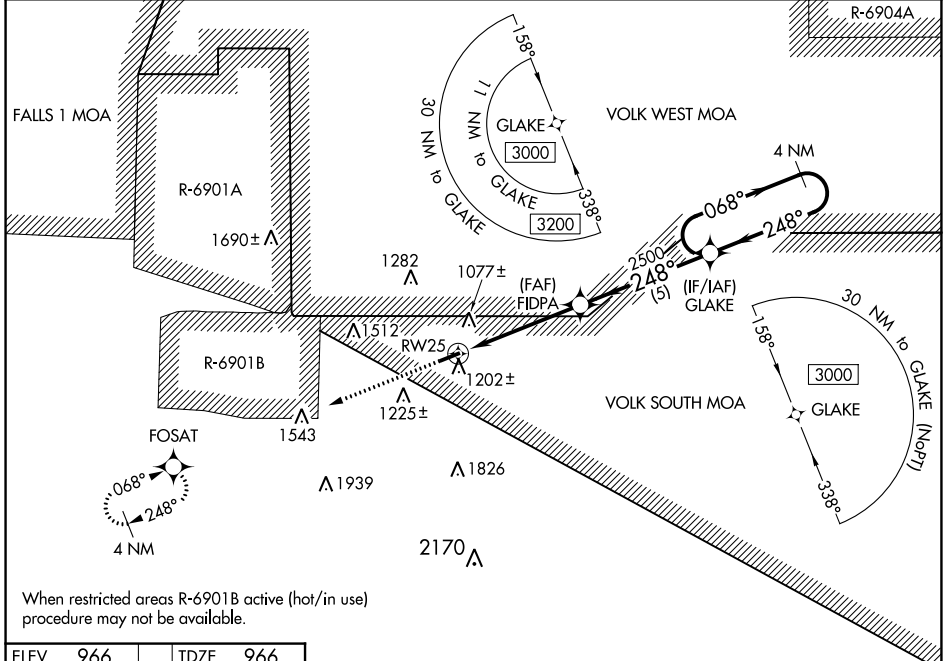 R-6904A
158°
FALLS 1 MOA
30 NM to GLAKE
11 NM to GLAKE
GLAKE
3000
VOLK WEST MOA
4 NM
R-6901A
338°
3200
068°
248°
1690±
1282
1077±
2500
248°
(5)
(FAF)
FIDPA
(IF/IAF)
GLAKE
30 NM to GLAKE (NoPT)
158°
1512
RW25
R-6901B
1202±
3000
VOLK SOUTH MOA
GLAKE
1225±
1543
FOSAT
068°
248°
4 NM
1939
1826
338°
2170
When restricted areas R-6901B active (hot/in use)
procedure may not be available.
ELEV 966 TDZE 966